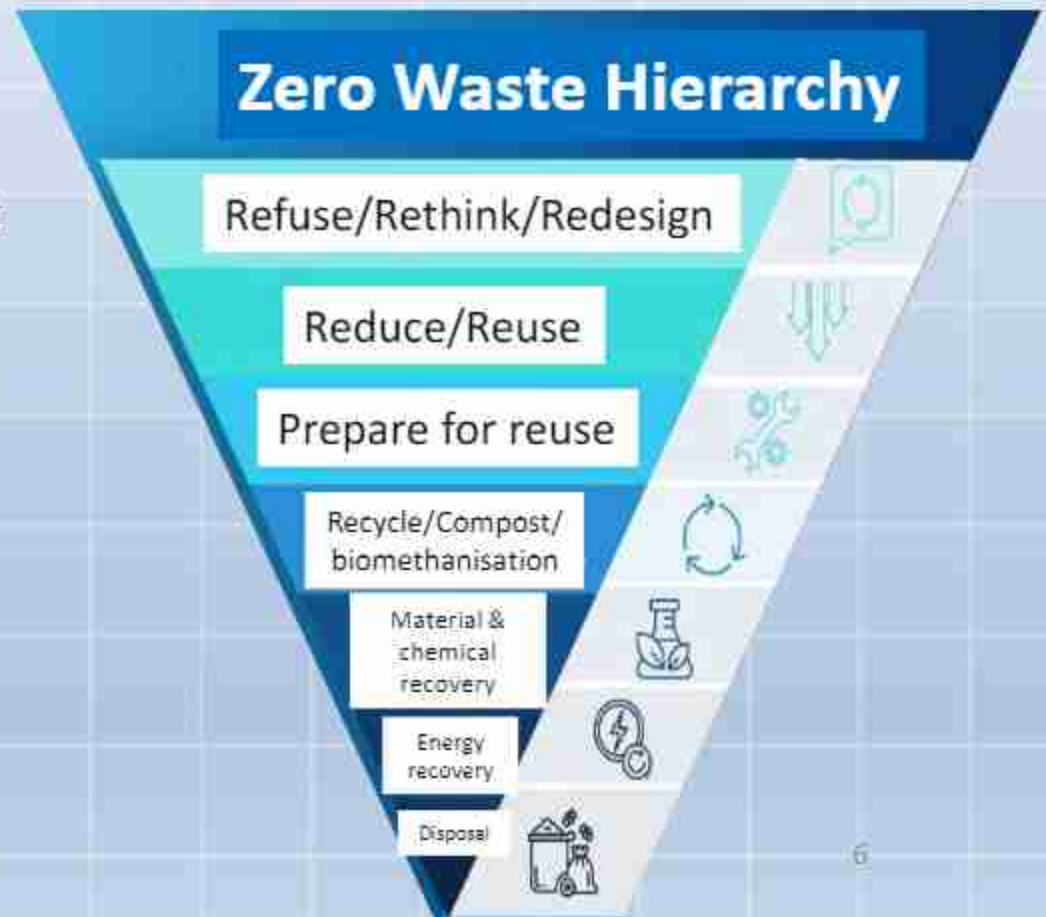 Zero Waste Hierarchy
Refuse/Rethink/Redesign
Reduce/Reuse
Prepare for reuse
Recycle/Compost/
biomethanisation
Material &
chemical
recovery
Energy
recovery
Disposal
6